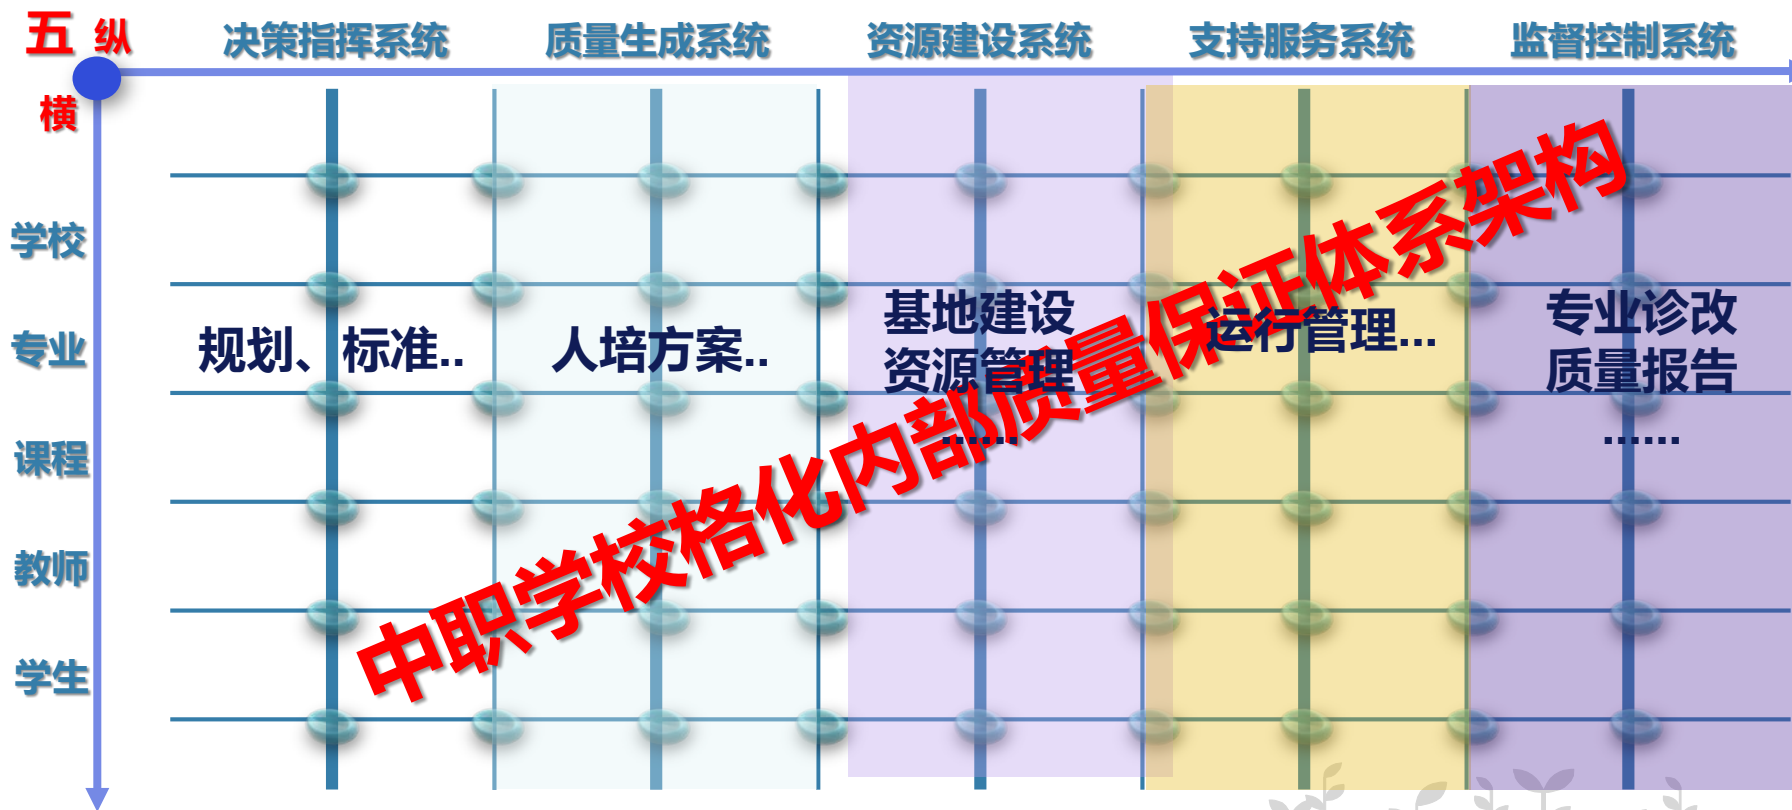 五 纵
横
决策指挥系统
质量生成系统
资源建设系统
支持服务系统
监督控制系统
学校
专业
课程
教师
学生
规划、标准..
人培方案..
基地建设
资源管理
......
运行管理...
专业诊改
质量报告
......
中职学校格化内部质量保证体系架构